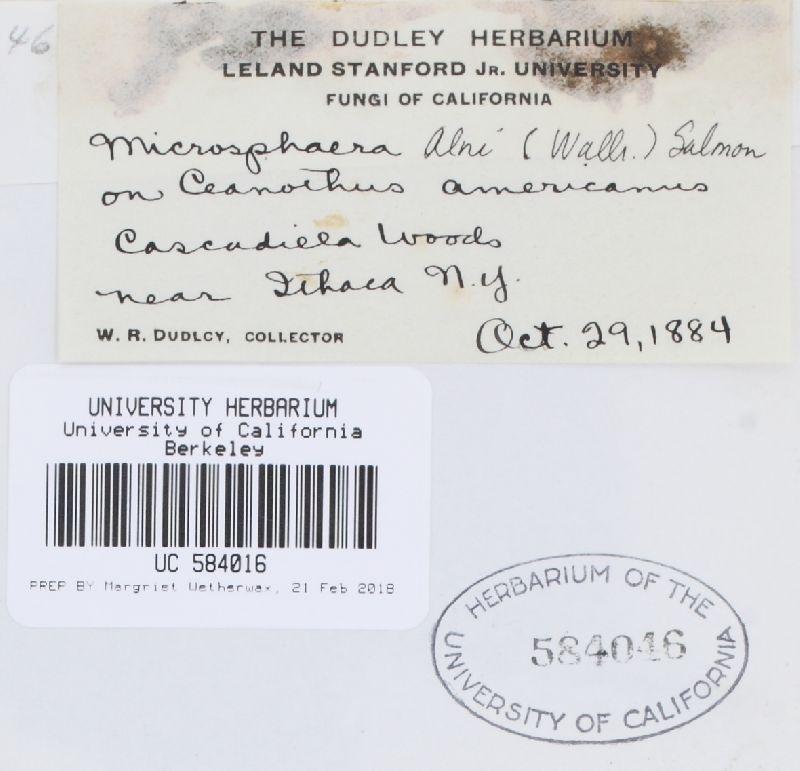 46
THE DUDLEY HERBARIUM
LELAND STANFORD JR. UNIVERSITY
FUNGI OF CALIFORNIA
Microsphaera Alni (Wallr.) Salmon
on Ceanothus americanus
Cascadilla Woods
near Ithaca N.Y.
W. R. DUDLEY, COLLECTOR
Oct. 29, 1884
UNIVERSITY HERBARIUM
University of California
Berkeley
UC 584016
PREP BY Margriet Wetherwax, 21 Feb 2018
HERBARIUM OF THE
584046
UNIVERSITY OF CALIFORNIA